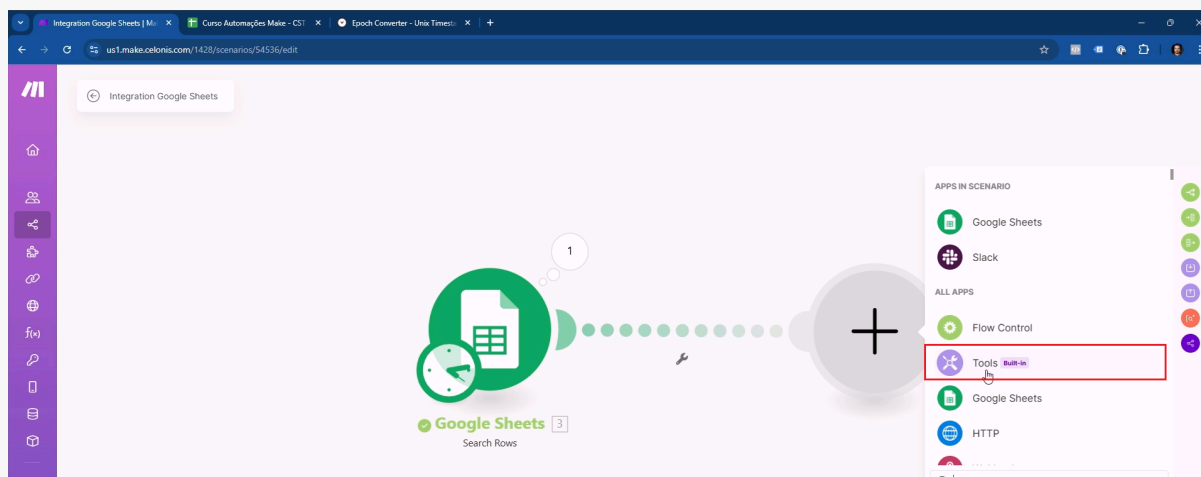 Integration Google Sheets | Ma
Curso Automações Make - CST
Epoch Converter - Unix Timesta
us1.make.celonis.com/1428/scenarios/54536/edit
Integration Google Sheets
APPS IN SCENARIO
Google Sheets
Slack
ALL APPS
Flow Control
Tools Built-in
Google Sheets
HTTP
1
Google Sheets 3
Search Rows
f(x)